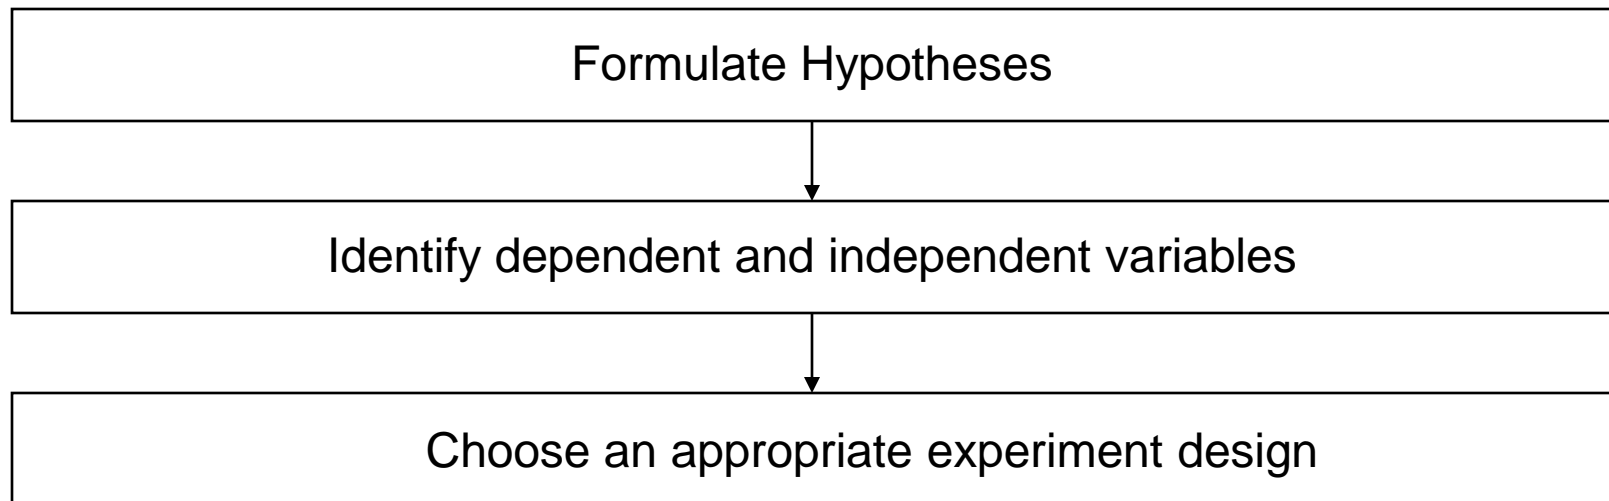 Formulate Hypotheses
Identify dependent and independent variables
Choose an appropriate experiment design